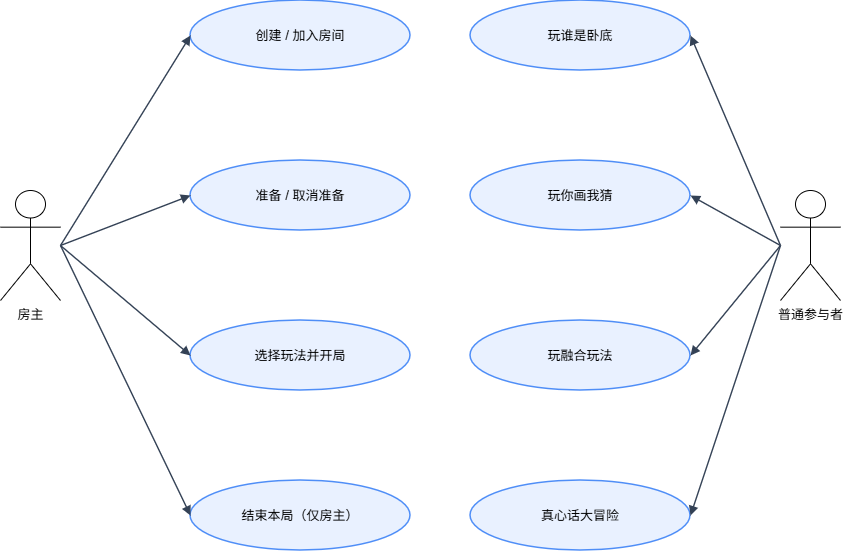 创建 / 加入房间
玩谁是卧底
准备 / 取消准备
玩你画我猜
房主
普通参与者
选择玩法并开局
玩融合玩法
结束本局（仅房主）
真心话大冒险